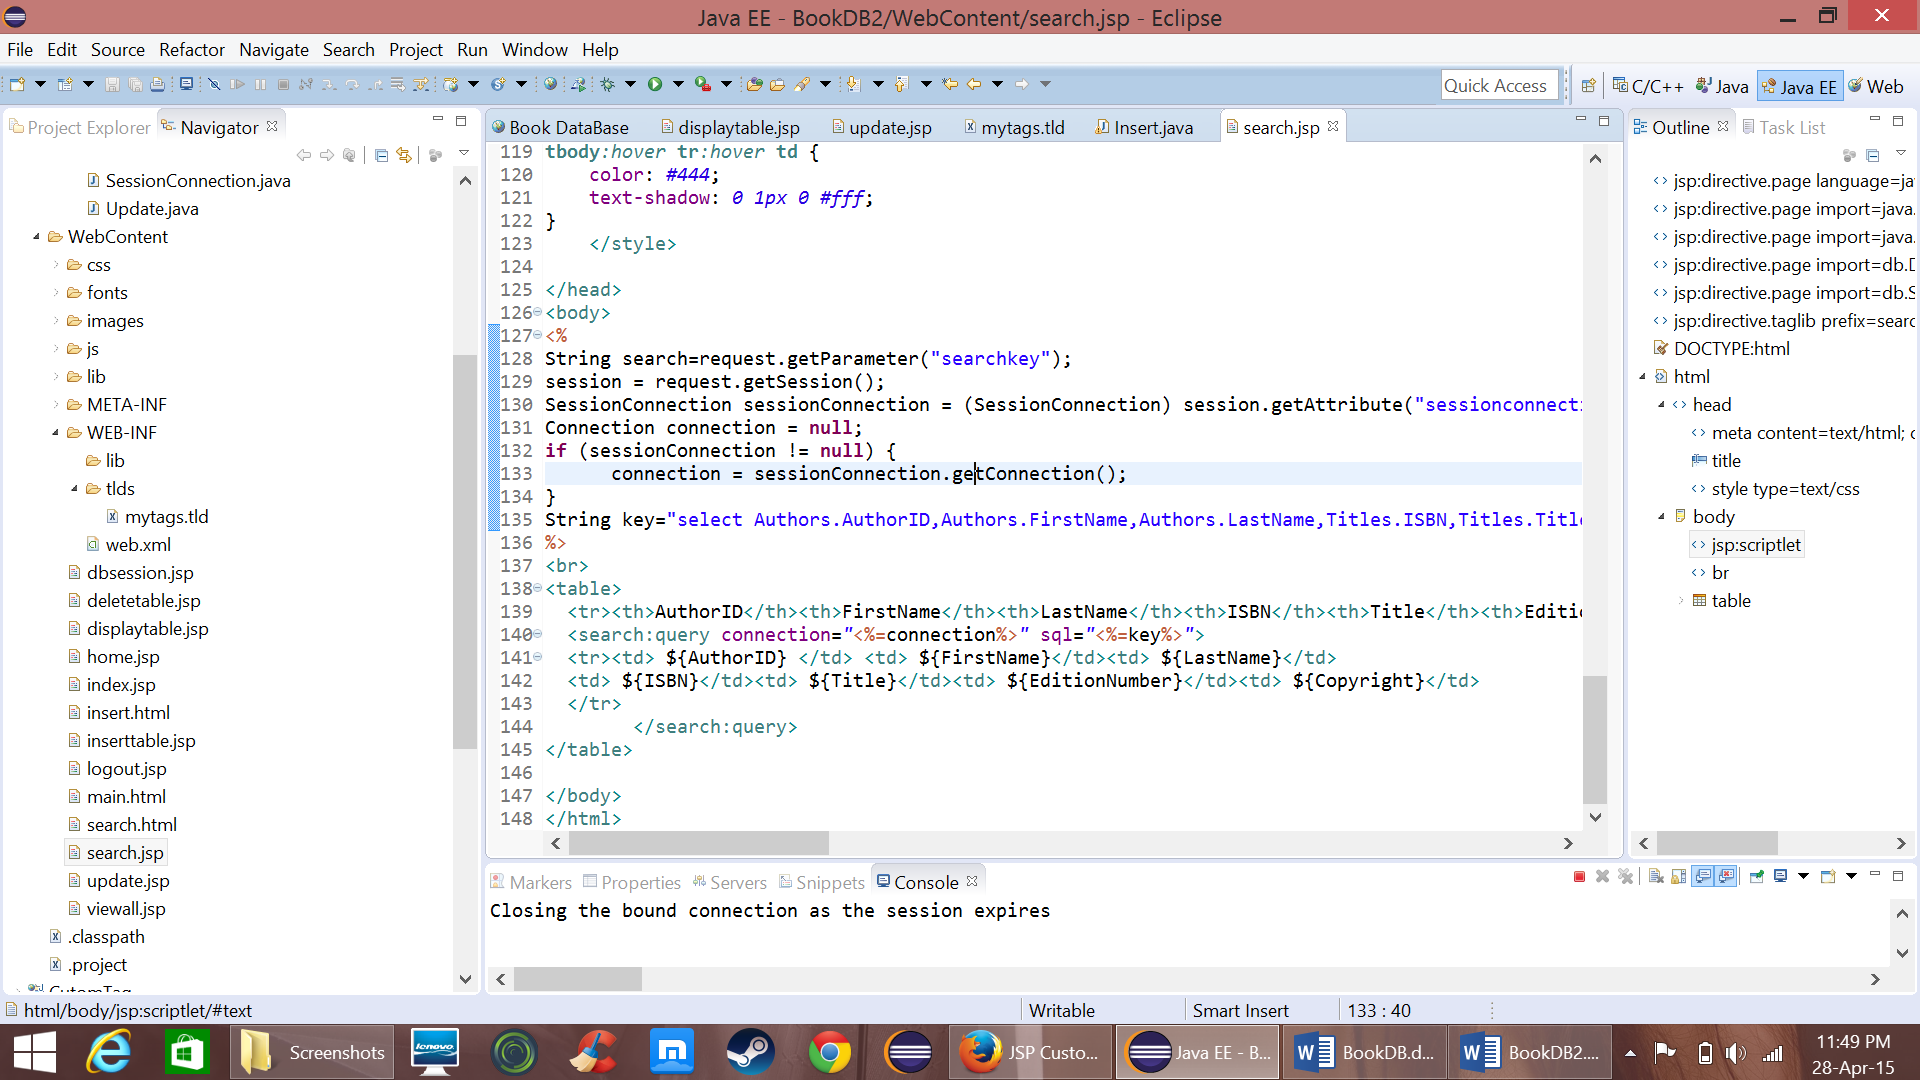 Java EE - BookDB2/WebContent/search.jsp - Eclipse
File Edit Source Refactor Navigate Search Project Run Window Help
Quick Access
C/C++ Java Java EE Web
Project Explorer Navigator
SessionConnection.java
Update.java
WebContent
css
fonts
images
js
lib
META-INF
WEB-INF
lib
tlds
mytags.tld
web.xml
dbsession.jsp
deletetable.jsp
displaytable.jsp
home.jsp
index.jsp
insert.html
inserttable.jsp
logout.jsp
main.html
search.html
search.jsp
update.jsp
viewall.jsp
.classpath
.project
CutomTag
Book DataBase displaytable.jsp update.jsp mytags.tld Insert.java search.jsp
119 tbody:hover tr:hover td {
120 color: #444;
121 text-shadow: 0 1px 0 #fff;
122 }
123 </style>
124
125 </head>
126 <body>
127 <%
128 String search=request.getParameter("searchkey");
129 session = request.getSession();
130 SessionConnection sessionConnection = (SessionConnection) session.getAttribute("sessionconnecti
131 Connection connection = null;
132 if (sessionConnection != null) {
133 connection = sessionConnection.getConnection();
134 }
135 String key="select Authors.AuthorID,Authors.FirstName,Authors.LastName,Titles.ISBN,Titles.Title
136 %>
137 <br>
138 <table>
139 <tr><th>AuthorID</th><th>FirstName</th><th>LastName</th><th>ISBN</th><th>Title</th><th>Editio
140 <search:query connection="<%=connection%>" sql="<%=key%>">
141 <tr><td> ${AuthorID} </td> <td> ${FirstName}</td><td> ${LastName}</td>
142 <td> ${ISBN}</td><td> ${Title}</td><td> ${EditionNumber}</td><td> ${Copyright}</td>
143 </tr>
144 </search:query>
145 </table>
146
147 </body>
148 </html>
Outline Task List
jsp:directive.page language=ja
jsp:directive.page import=java.
jsp:directive.page import=java.
jsp:directive.page import=db.D
jsp:directive.page import=db.S
jsp:directive.taglib prefix=searc
DOCTYPE:html
html
head
meta content=text/html; c
title
style type=text/css
body
jsp:scriptlet
br
table
Markers Properties Servers Snippets Console
Closing the bound connection as the session expires
html/body/jsp:scriptlet/#text Writable Smart Insert 133 : 40
Screenshots
lenovo
JSP Custo...
Java EE - B...
BookDB.d...
BookDB2....
11:49 PM
28-Apr-15